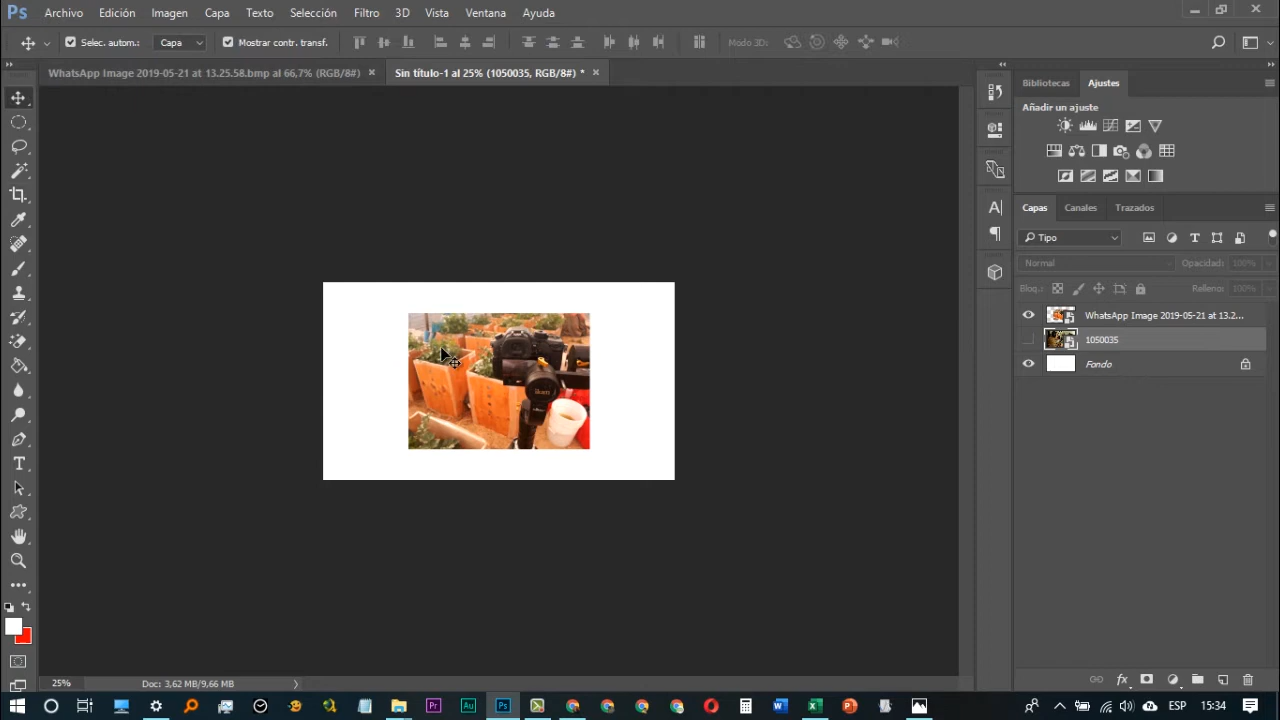 Ps Archivo Edición Imagen Capa Texto Selección Filtro 3D Vista Ventana Ayuda
Selec. autom.: Capa Mostrar contr. transf. Modo 3D:
WhatsApp Image 2019-05-21 at 13.25.58.bmp al 66,7% (RGB/8#) × Sin título-1 al 25% (1050035, RGB/8#) * ×
Bibliotecas Ajustes
Añadir un ajuste
Capas Canales Trazados
Tipo
Normal Opacidad: 100%
Bloq.: Relleno: 100%
WhatsApp Image 2019-05-21 at 13.2...
1050035
Fondo
25% Doc: 3,62 MB/9,66 MB
ESP 15:34